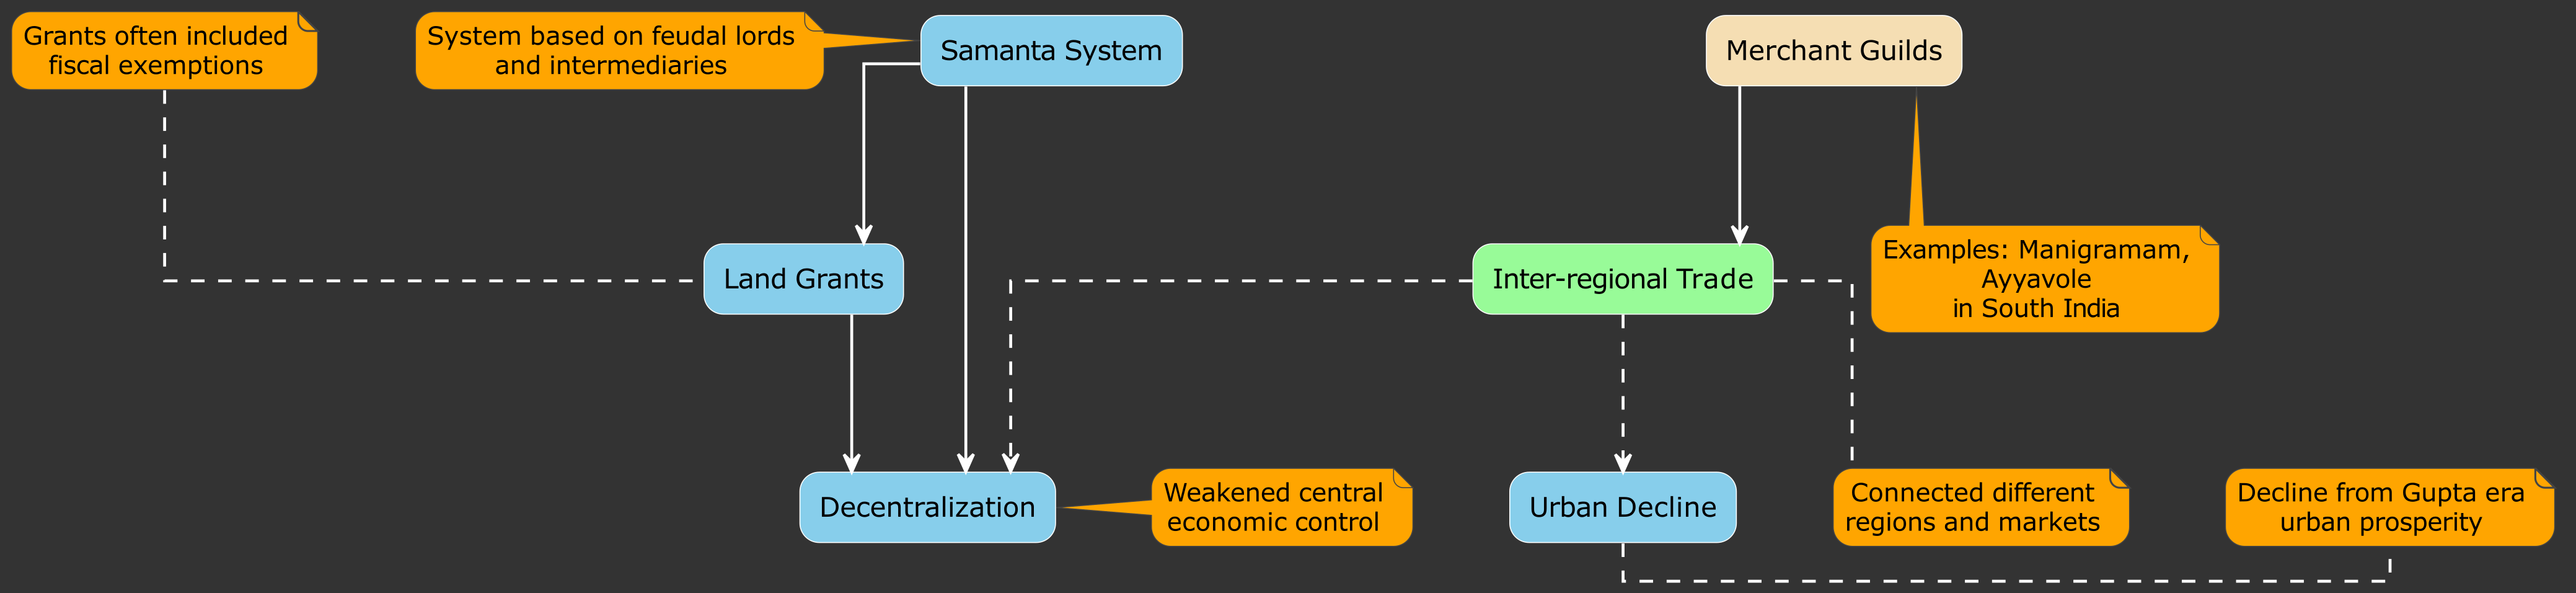 Grants often included
fiscal exemptions
System based on feudal lords
and intermediaries
Samanta System
Merchant Guilds
Land Grants
Inter-regional Trade
Examples: Manigramam,
Ayyavole
in South India
Decentralization
Weakened central
economic control
Urban Decline
Connected different
regions and markets
Decline from Gupta era
urban prosperity